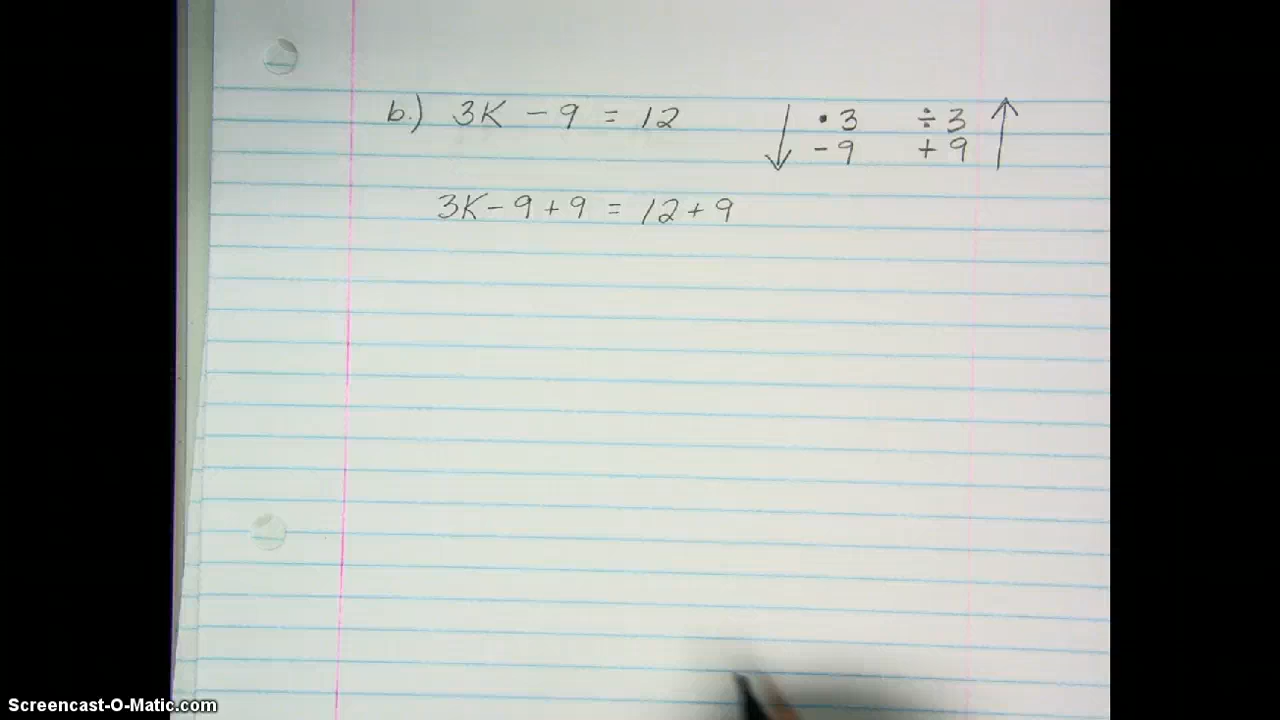 b.) 3K - 9 = 12 ↓ • 3 ÷ 3 ↑
- 9 + 9
3K - 9 + 9 = 12 + 9
Screencast-O-Matic.com